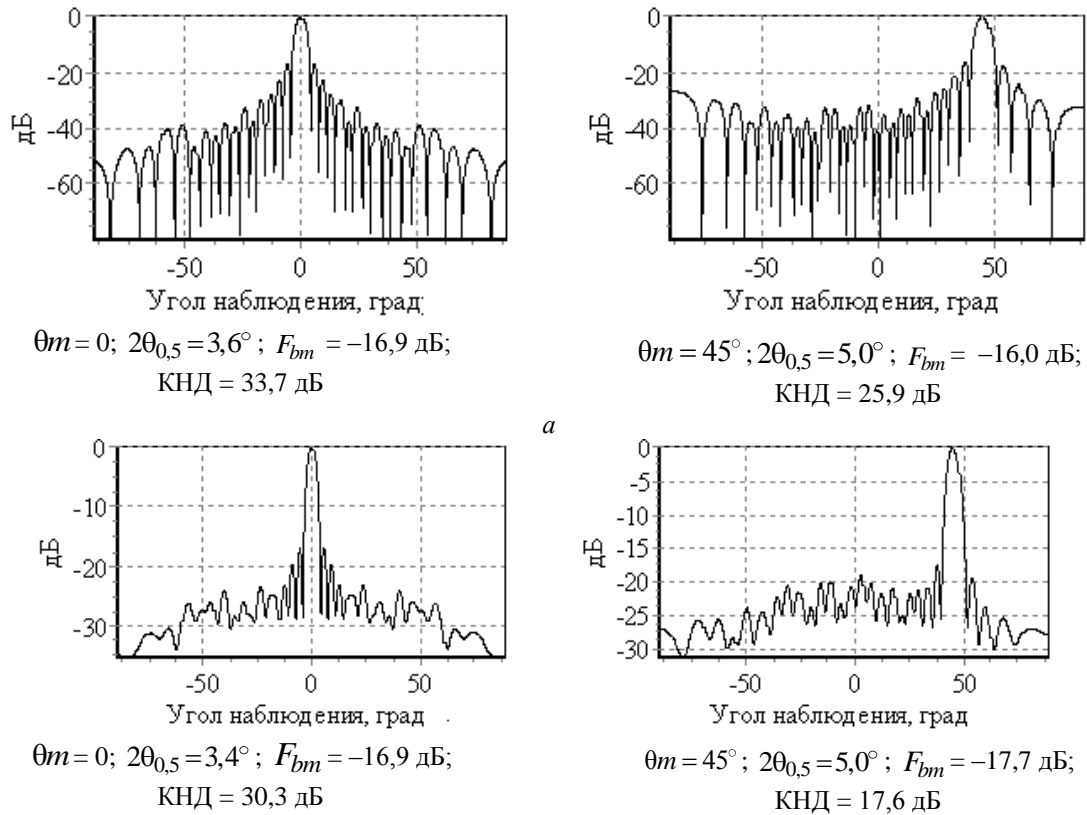 0
-20
-40
-60
дБ
-50 0 50
Угол наблюдения, град
θm = 0; 2θ0,5 = 3,6°; Fbm = −16,9 дБ;
КНД = 33,7 дБ
0
-20
-40
-60
дБ
-50 0 50
Угол наблюдения, град
θm = 45°; 2θ0,5 = 5,0°; Fbm = −16,0 дБ;
КНД = 25,9 дБ
а
0
-10
-20
-30
дБ
-50 0 50
Угол наблюдения, град
θm = 0; 2θ0,5 = 3,4°; Fbm = −16,9 дБ;
КНД = 30,3 дБ
0
-5
-10
-15
-20
-25
-30
дБ
-50 0 50
Угол наблюдения, град
θm = 45°; 2θ0,5 = 5,0°; Fbm = −17,7 дБ;
КНД = 17,6 дБ